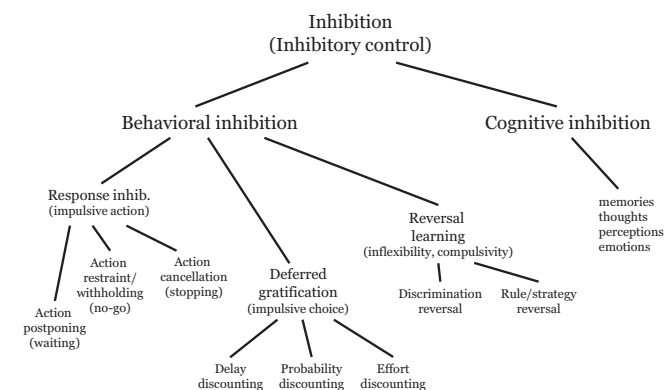 Inhibition
(Inhibitory control)
Behavioral inhibition
Cognitive inhibition
Response inhib.
(impulsive action)
Action
postponing
(waiting)
Action
restraint/
withholding
(no-go)
Action
cancellation
(stopping)
Deferred
gratification
(impulsive choice)
Delay
discounting
Probability
discounting
Effort
discounting
Reversal
learning
(inflexibility, compulsivity)
Discrimination
reversal
Rule/strategy
reversal
memories
thoughts
perceptions
emotions